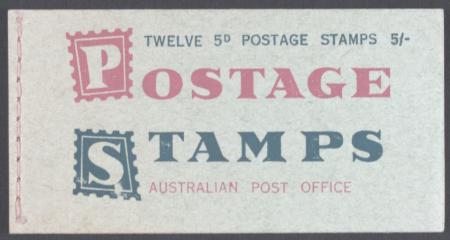 TWELVE 5D POSTAGE STAMPS 5/-
POSTAGE
STAMPS
AUSTRALIAN POST OFFICE